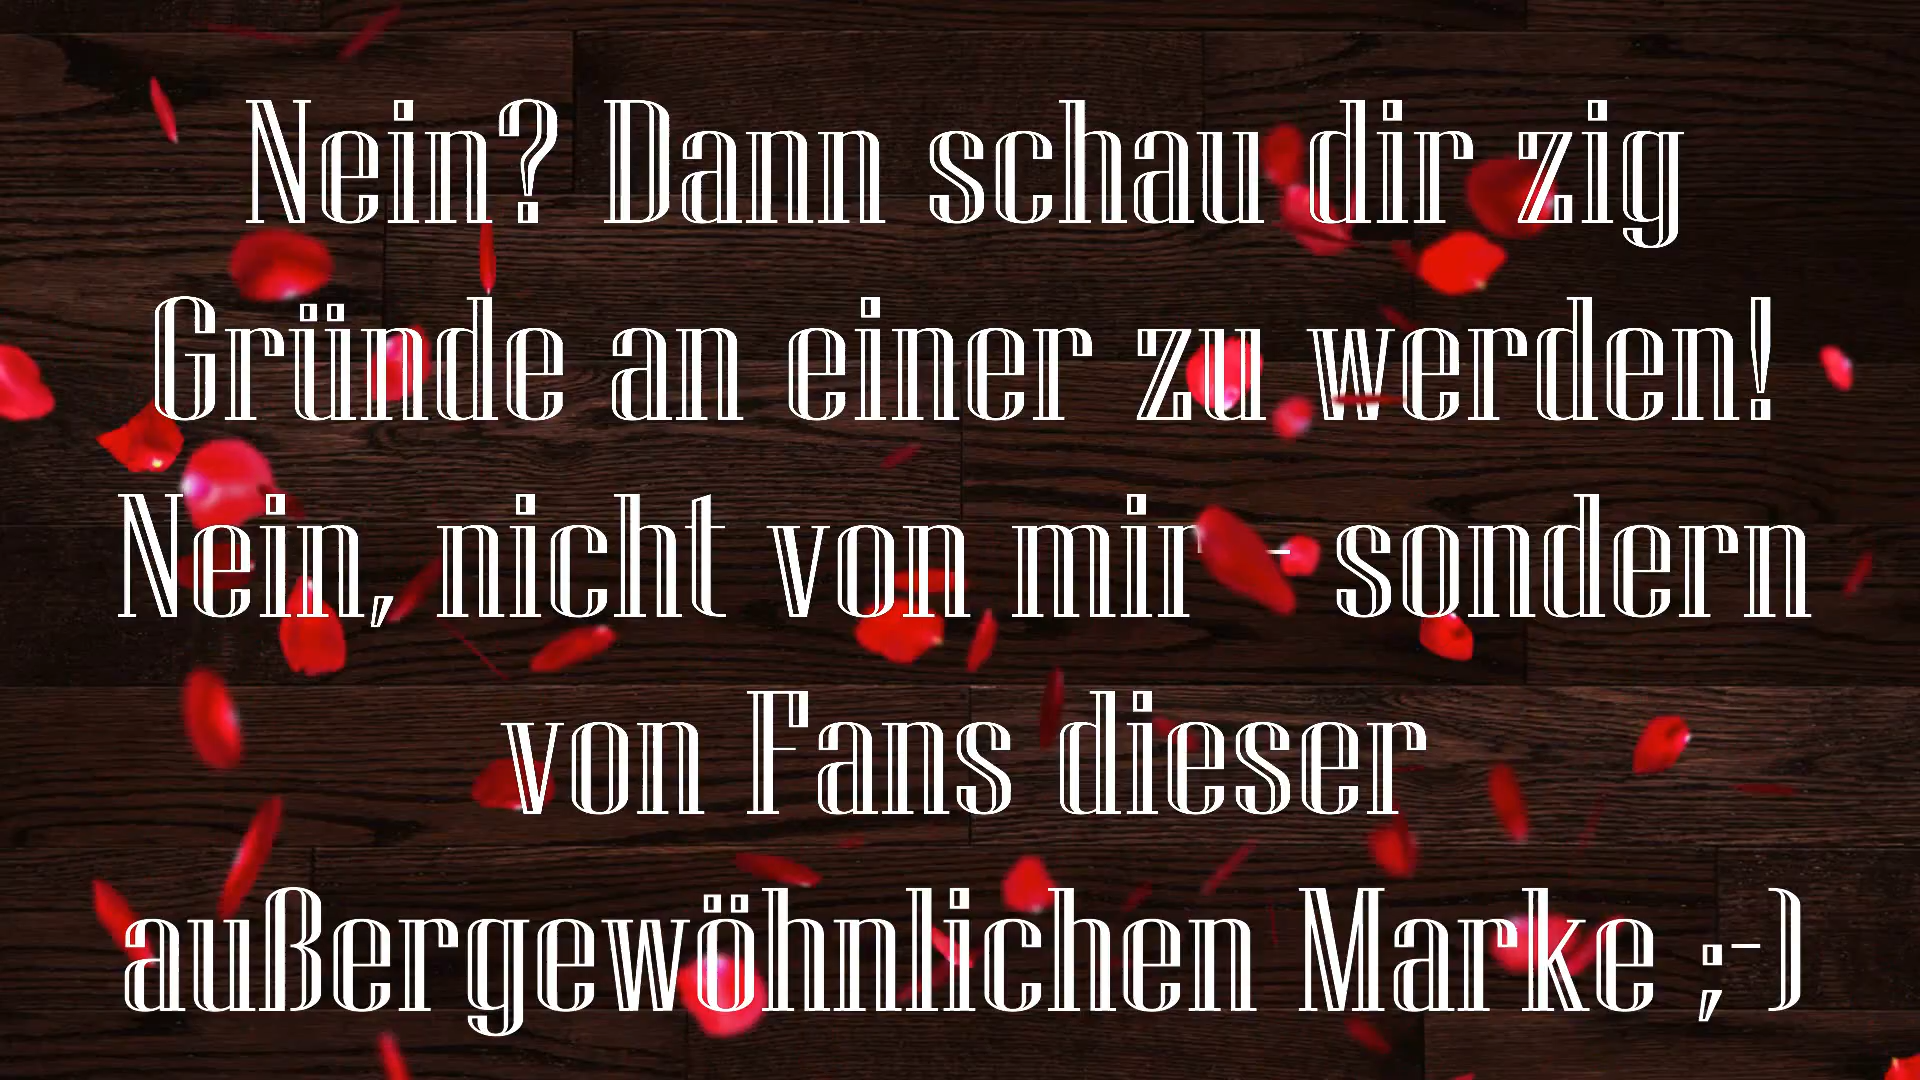 Nein? Dann schau dir zig
Gründe an einer zu werden!
Nein, nicht von mir - sondern
von Fans dieser
außergewöhnlichen Marke ;-)